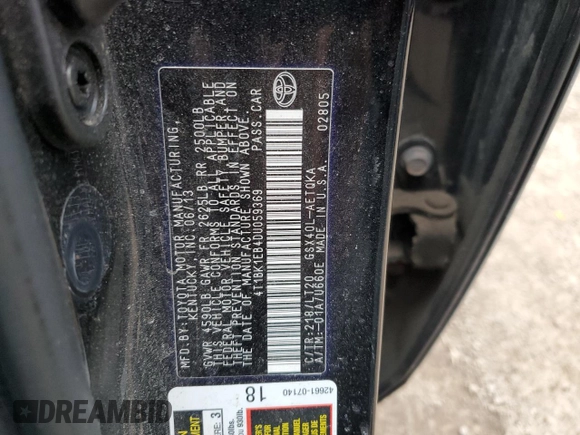 MFD.BY:TOYOTA MOTOR MANUFACTURING,
KENTUCKY, INC. 06/13
GVWR 4590LB GAWR FR 2625LB RR 2500LB
THIS VEHICLE CONFORMS TO ALL APPLICABLE
FEDERAL MOTOR VEHICLE SAFETY, BUMPER, AND
THEFT PREVENTION STANDARDS IN EFFECT ON
THE DATE OF MANUFACTURE SHOWN ABOVE.
4T1BK1EB4DU059369 PASS.CAR
C/TR:218/LT20 GSX40L-AETQKA
A/TM:-01A/U660E MADE IN U.S.A.
02805
42661-07140
18
DREAMBID